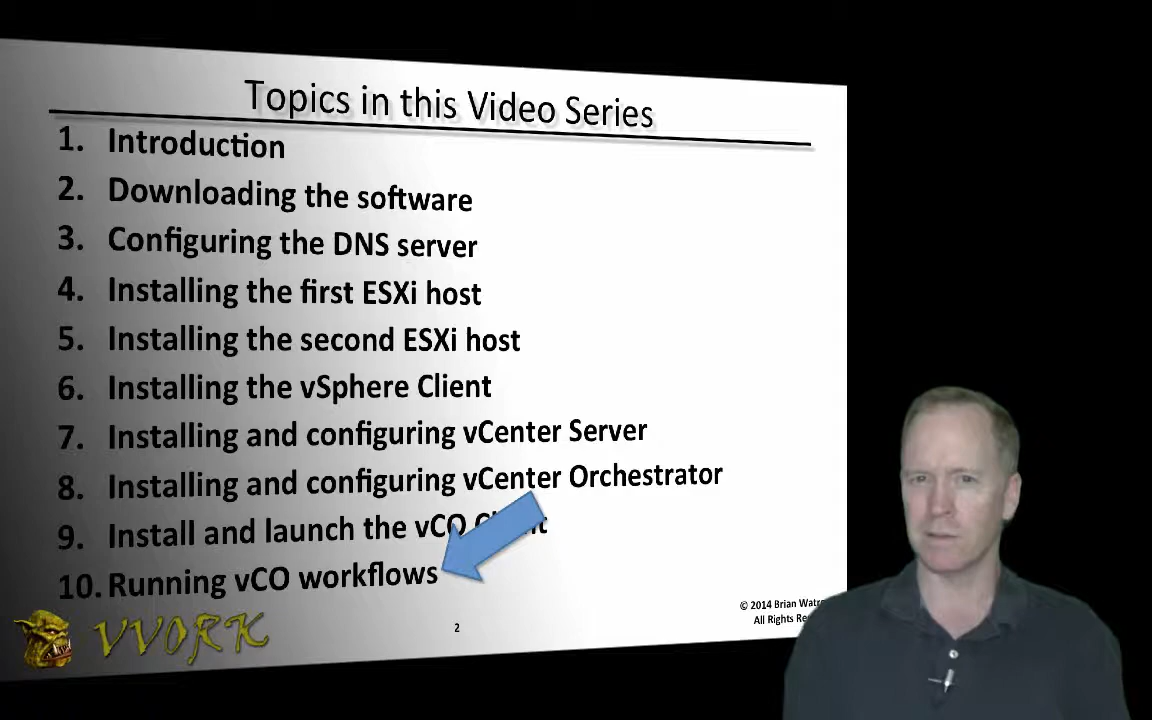 Topics in this Video Series
1. Introduction
2. Downloading the software
3. Configuring the DNS server
4. Installing the first ESXi host
5. Installing the second ESXi host
6. Installing the vSphere Client
7. Installing and configuring vCenter Server
8. Installing and configuring vCenter Orchestrator
9. Install and launch the vCO
10. Running vCO workflows
VVORK
2
© 2014 Brian
All Rights